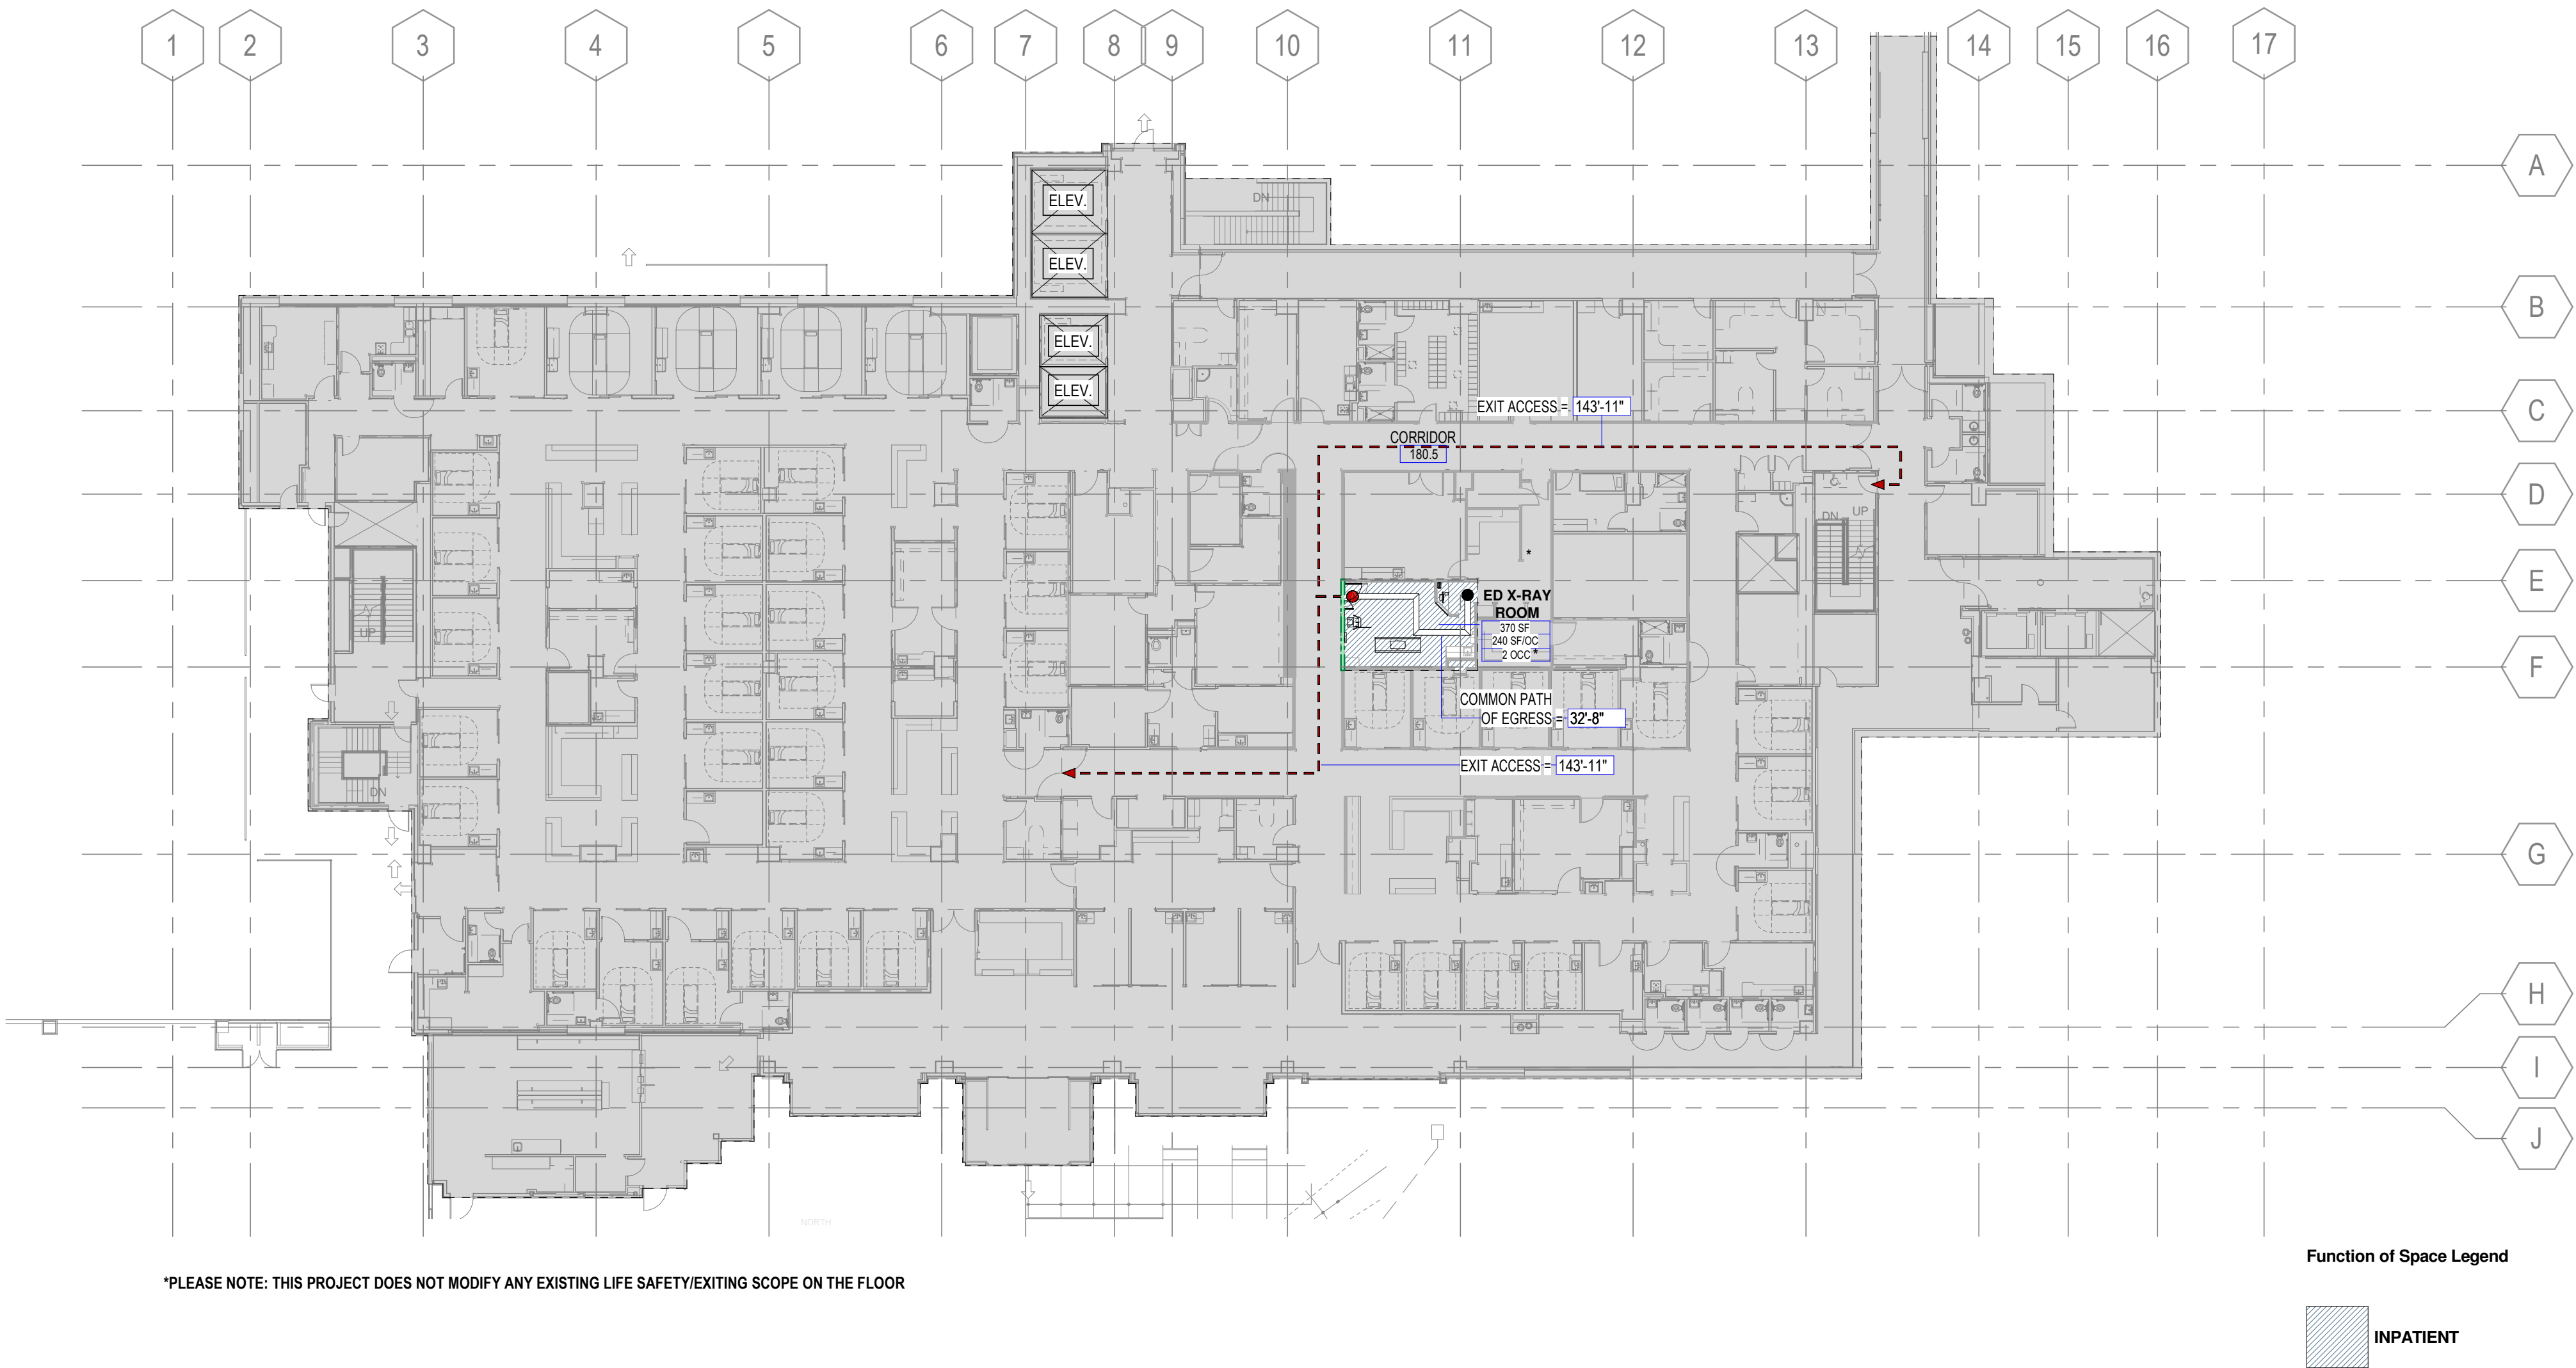 1 2 3 4 5 6 7 8 9 10 11 12 13 14 15 16 17
A
DN
ELEV.
ELEV.
B
ELEV.
ELEV.
C
EXIT ACCESS = 143'-11"
CORRIDOR
180.5
D
DN UP
*
E
ED X-RAY
ROOM
370 SF
240 SF/OC
2 OCC *
UP
F
COMMON PATH
OF EGRESS = 32'-8"
EXIT ACCESS = 143'-11"
DN
G
H
I
J
NORTH
Function of Space Legend
*PLEASE NOTE: THIS PROJECT DOES NOT MODIFY ANY EXISTING LIFE SAFETY/EXITING SCOPE ON THE FLOOR
INPATIENT